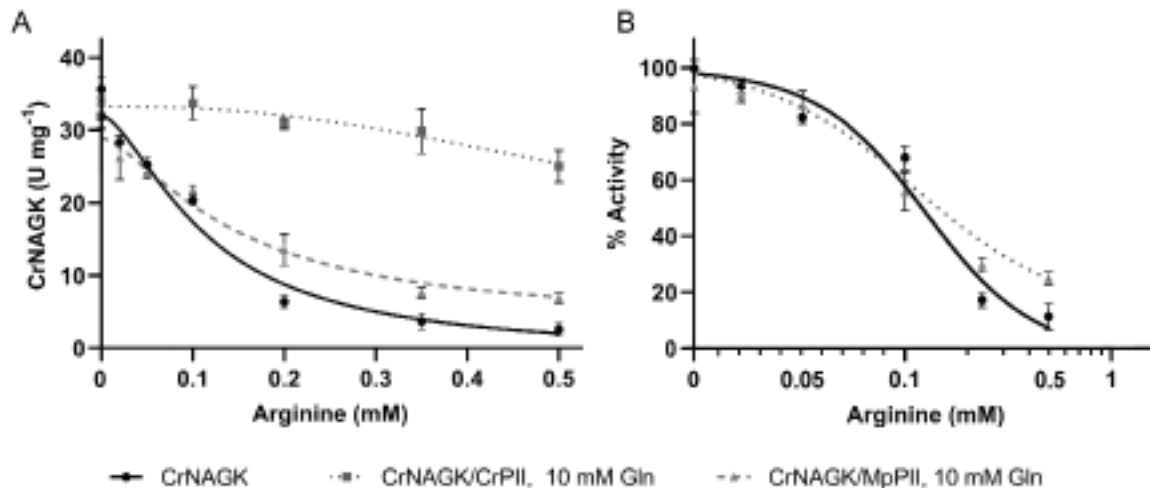 A
B
CrNAGK (U mg⁻¹)
40
30
20
10
0
0
0.1
0.2
0.3
0.4
0.5
Arginine (mM)
% Activity
100
80
60
40
20
0
0
0.05
0.1
0.5
1
Arginine (mM)
CrNAGK
CrNAGK/CrPII, 10 mM Gln
CrNAGK/MpPII, 10 mM Gln